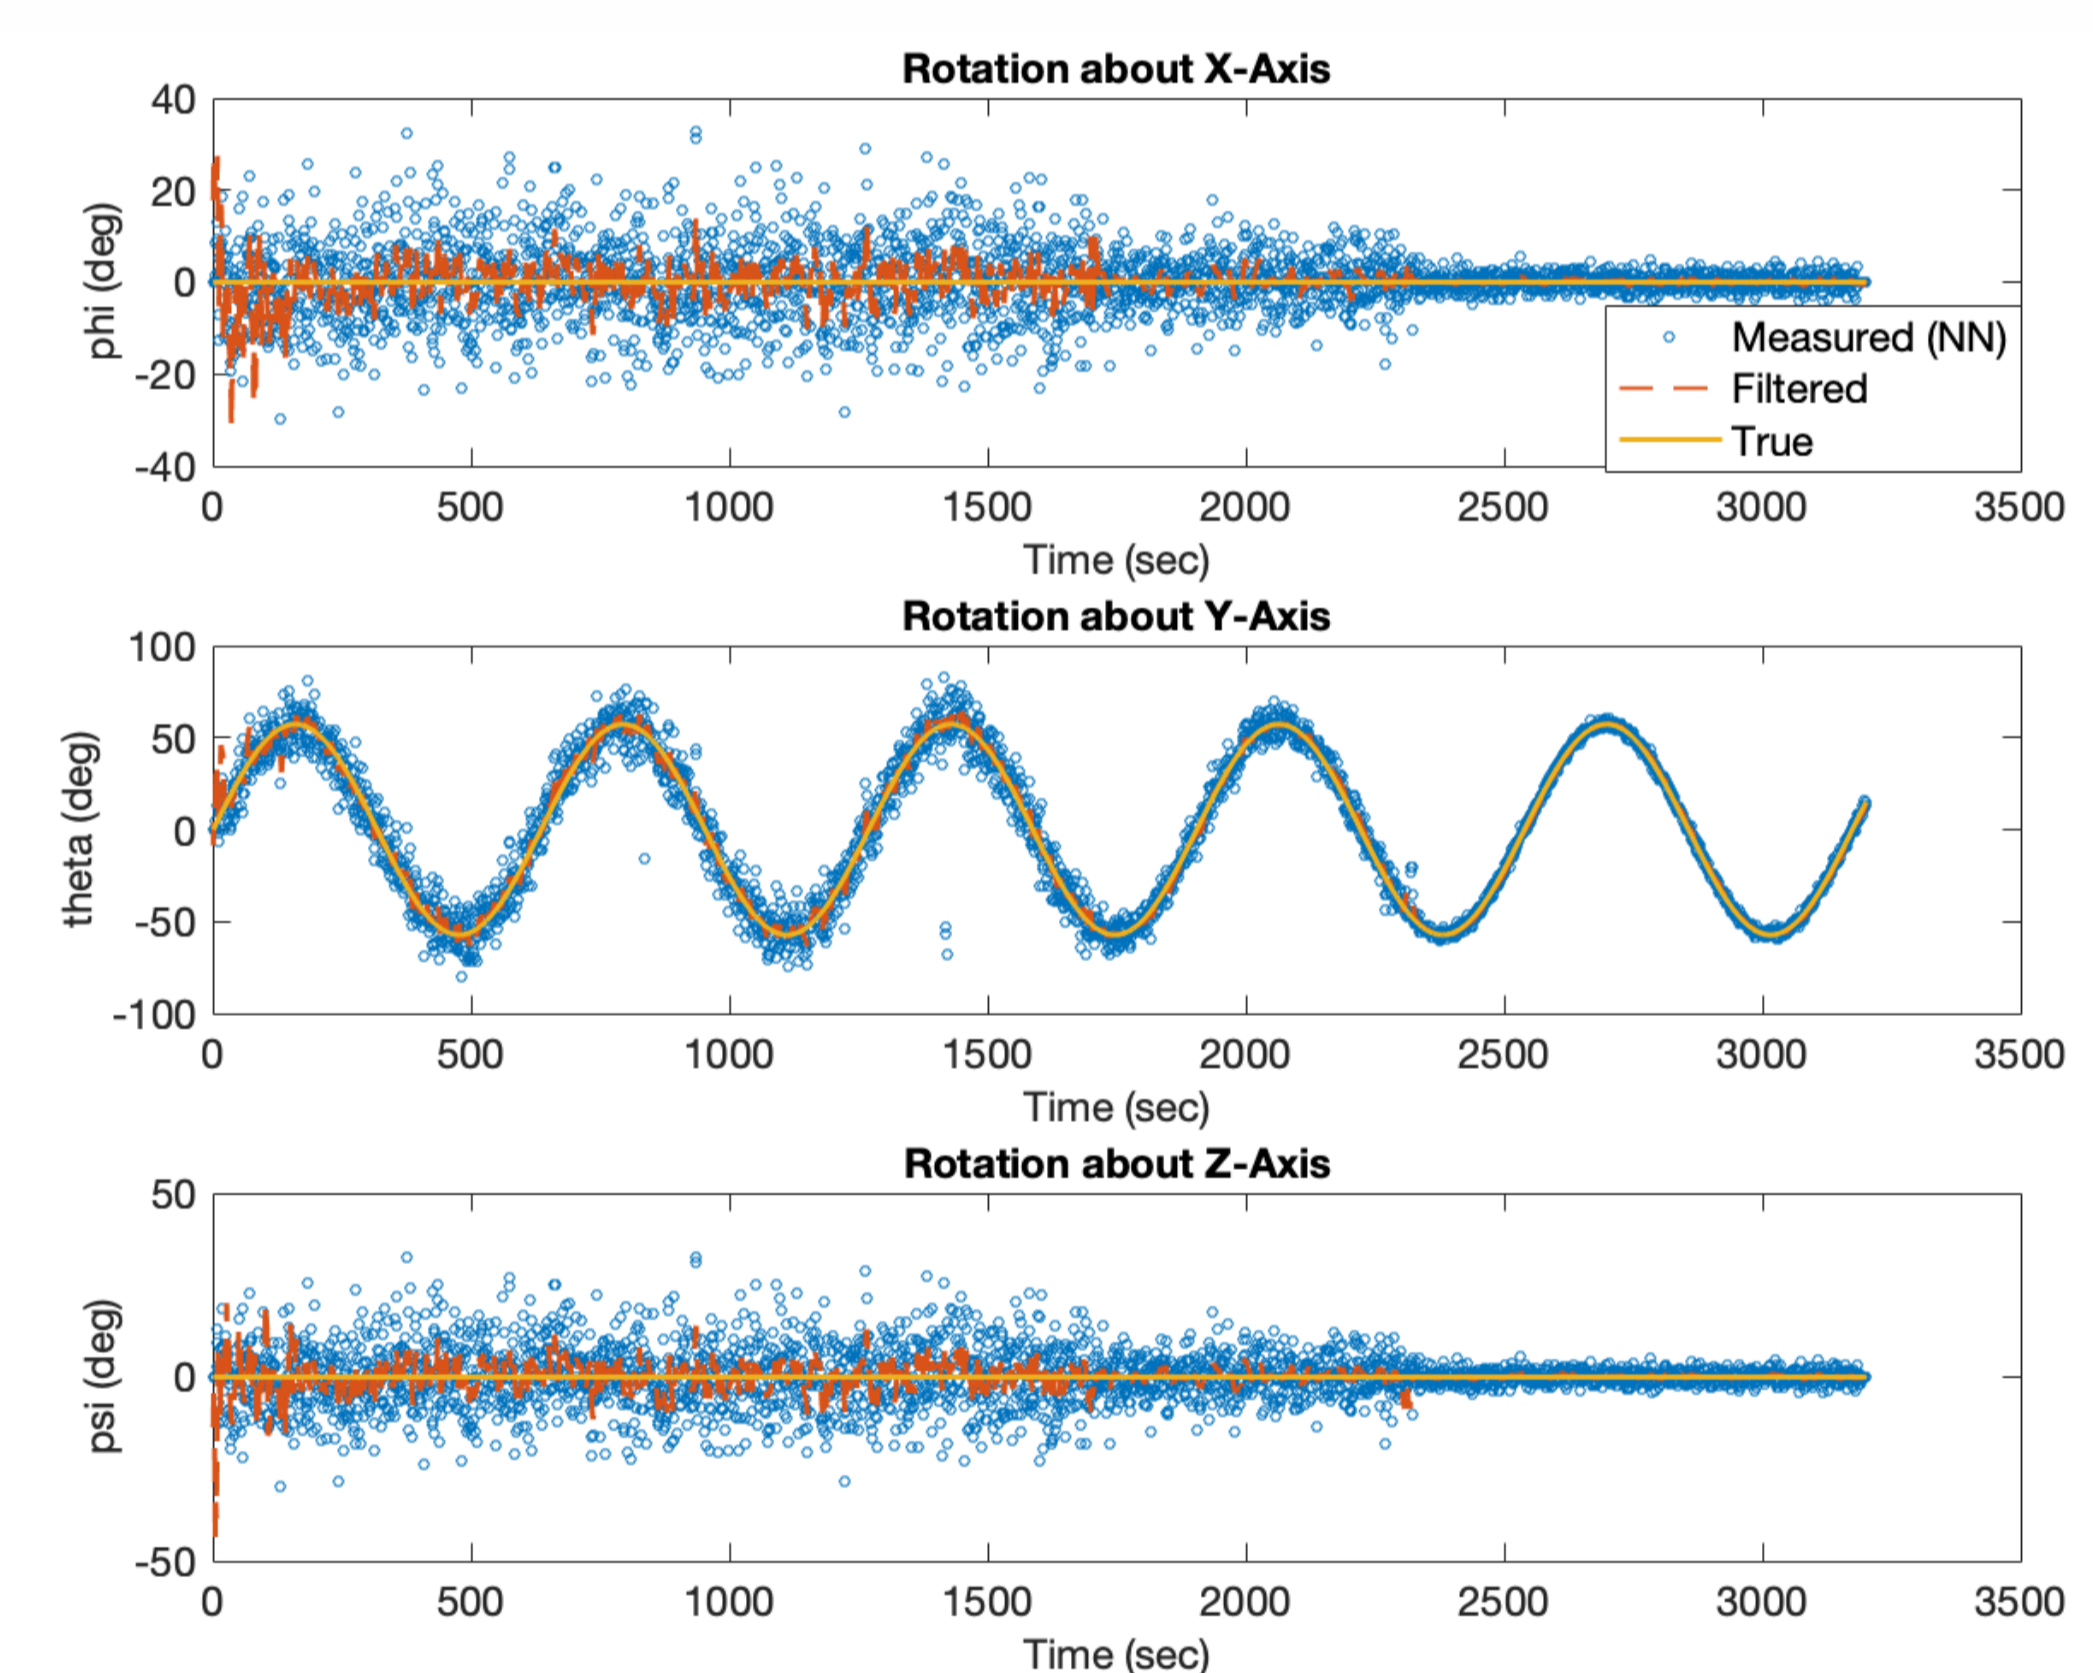 Rotation about X-Axis
40
20
0
-20
-40
phi (deg)
0 500 1000 1500 2000 2500 3000 3500
Time (sec)
Measured (NN)
Filtered
True
Rotation about Y-Axis
100
50
0
-50
-100
theta (deg)
0 500 1000 1500 2000 2500 3000 3500
Time (sec)
Rotation about Z-Axis
50
0
-50
psi (deg)
0 500 1000 1500 2000 2500 3000 3500
Time (sec)